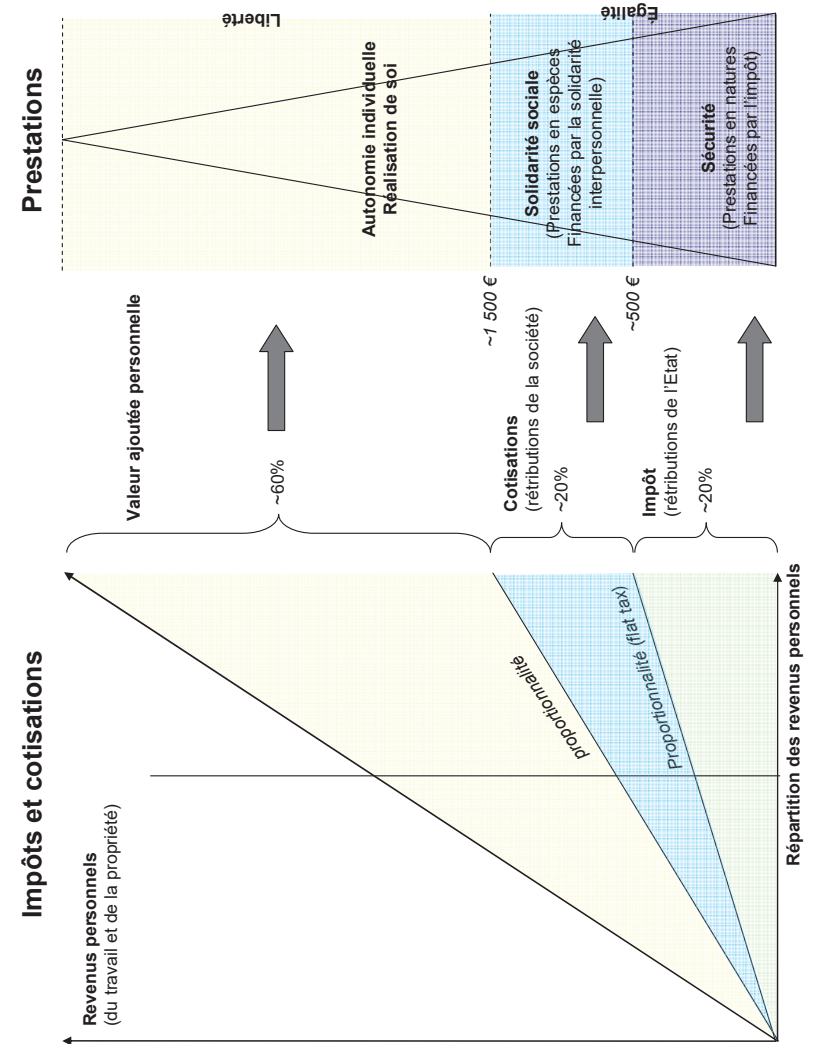 Impôts et cotisations
Revenus personnels
(du travail et de la propriété)
proportionnalité
Proportionnalité (flat tax)
Répartition des revenus personnels
Valeur ajoutée personnelle
~60%
Cotisations
(rétributions de la société)
~20%
Impôt
(rétributions de l'Etat)
~20%
Prestations
~1 500 €
~500 €
Autonomie individuelle
Realisation de soi
Solidarité sociale
(Prestations en espèces
Financées par la solidarité
interpersonnelle)
Sécurité
(Prestations en natures
Financées par l'impôt)
Liberté
Égalité